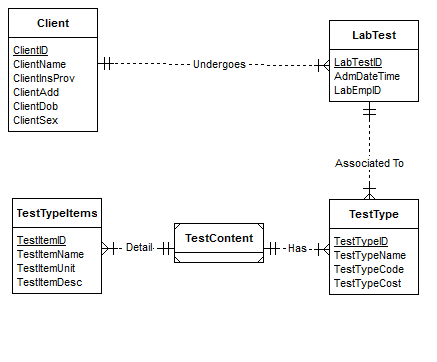 Client
ClientID
ClientName
ClientInsProv
ClientAdd
ClientDob
ClientSex
Undergoes
LabTest
LabTestID
AdmDateTime
LabEmpID
Associated To
TestTypeItems
TestItemID
TestItemName
TestItemUnit
TestItemDesc
Detail
TestContent
Has
TestType
TestTypeID
TestTypeName
TestTypeCode
TestTypeCost